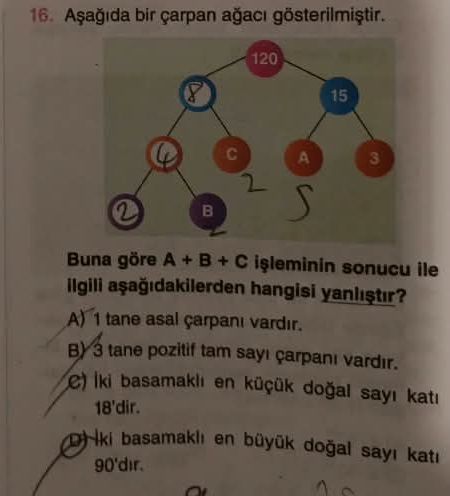 16. Aşağıda bir çarpan ağacı gösterilmiştir.
120
8 15
4 C A 3
2 5
2 B
2
Buna göre A + B + C işleminin sonucu ile
ilgili aşağıdakilerden hangisi yanlıştır?
A) 1 tane asal çarpanı vardır.
B) 3 tane pozitif tam sayı çarpanı vardır.
C) İki basamaklı en küçük doğal sayı katı
18'dir.
D) İki basamaklı en büyük doğal sayı katı
90'dır.